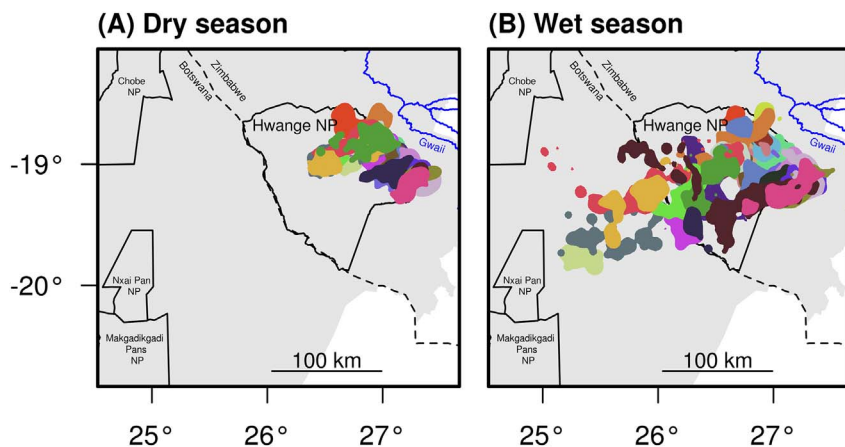 (A) Dry season
(B) Wet season
Chobe
NP
Zimbabwe
Botswana
Hwange NP
Gwaii
Nxai Pan
NP
Makgadikgadi
Pans
NP
100 km
Chobe
NP
Zimbabwe
Botswana
Hwange NP
Gwaii
Nxai Pan
NP
Makgadikgadi
Pans
NP
100 km
-19°
-20°
25°
26°
27°
25°
26°
27°